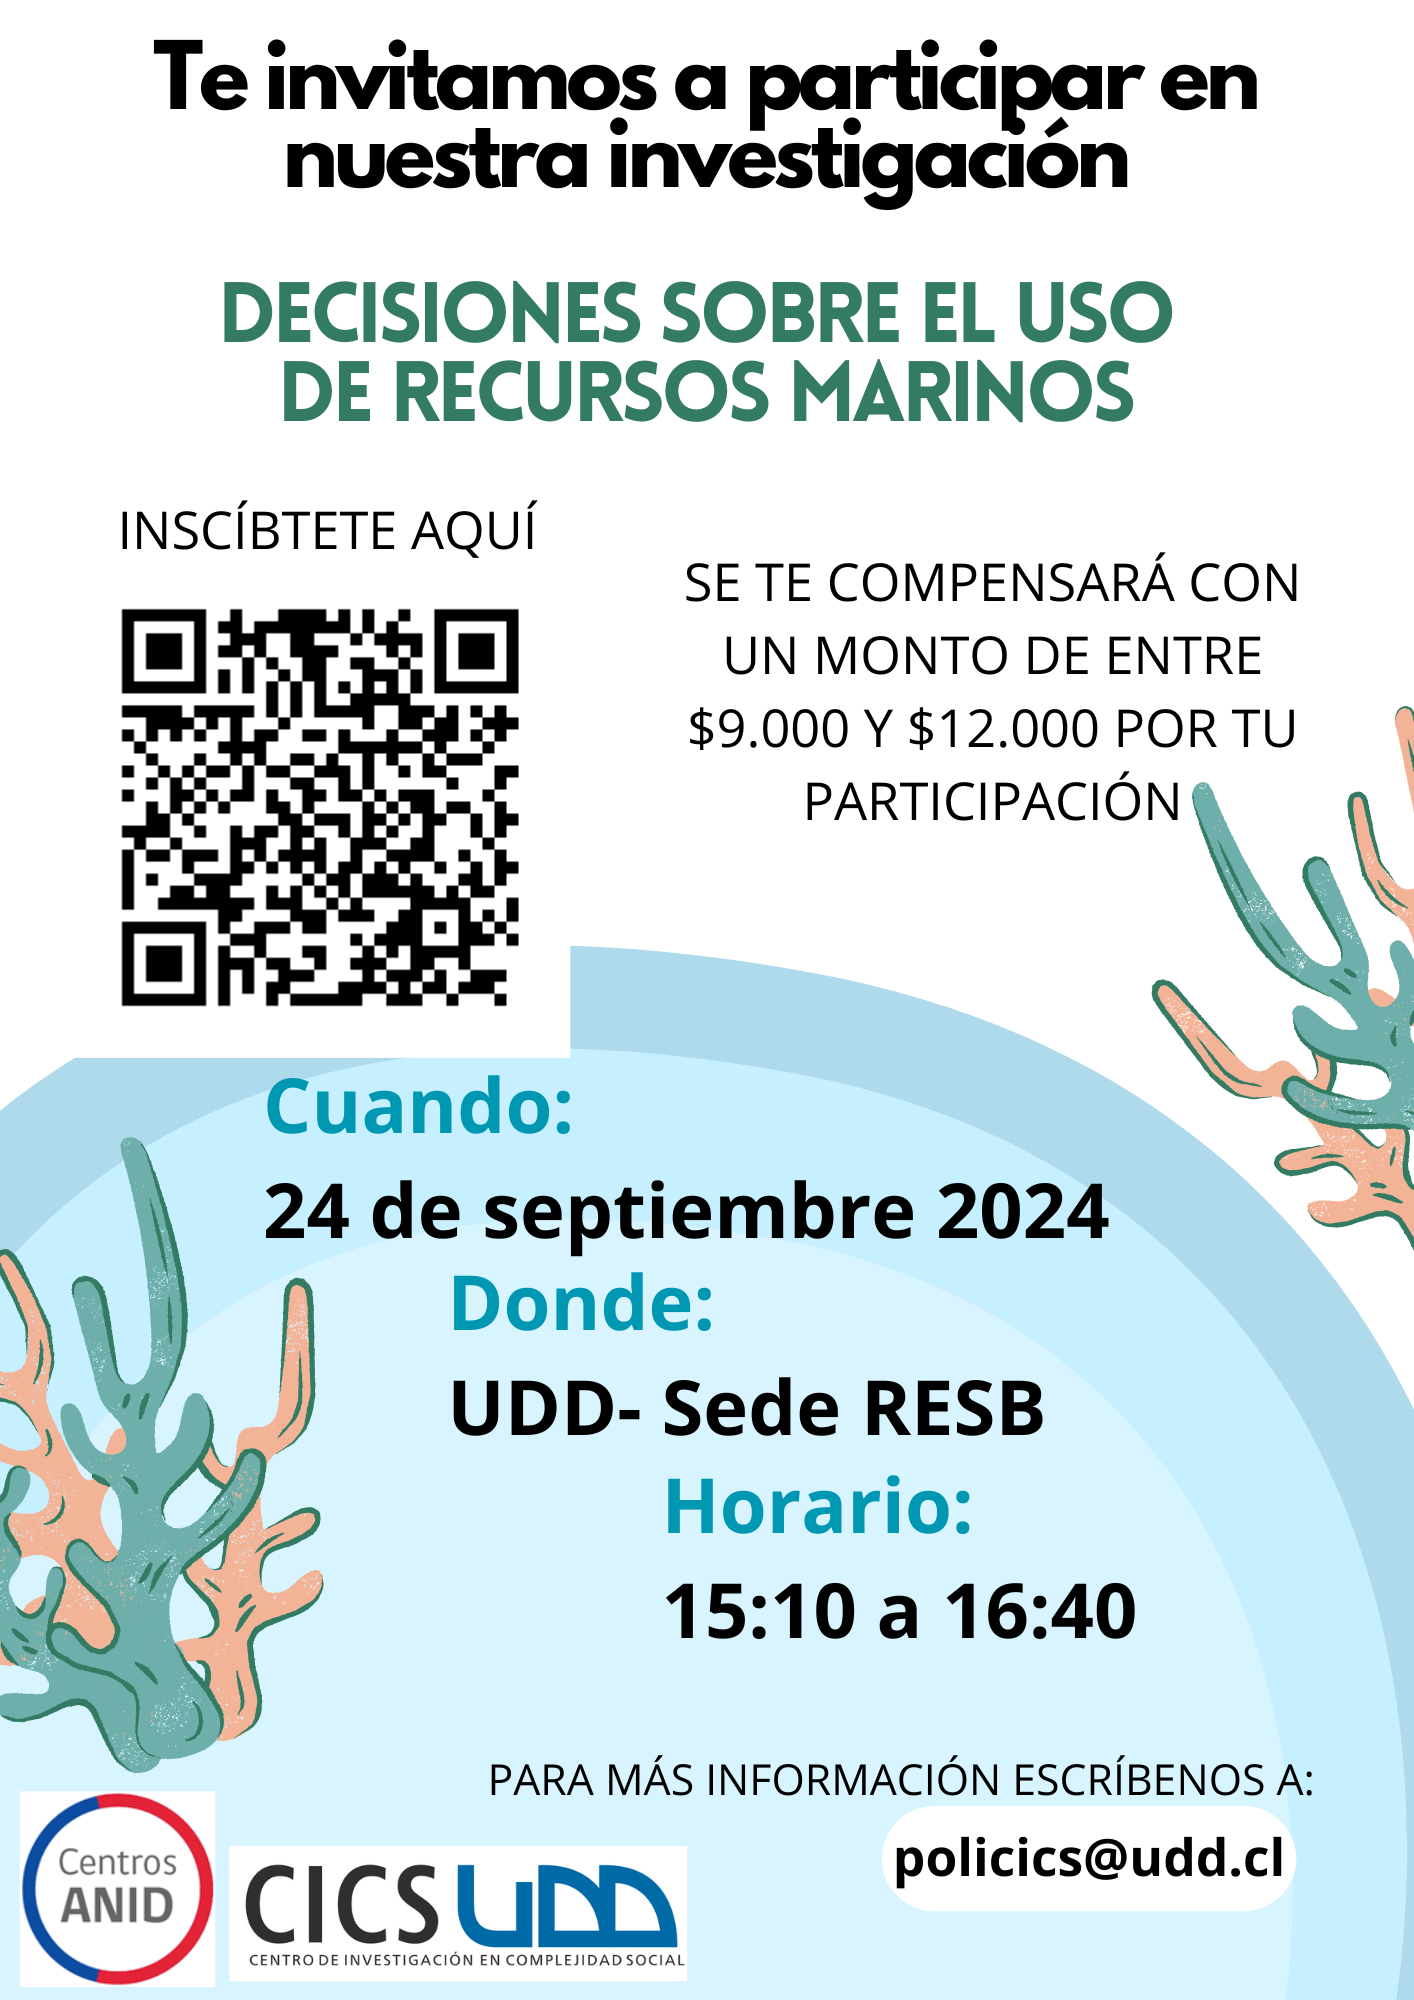 Te invitamos a participar en
nuestra investigación
DECISIONES SOBRE EL USO
DE RECURSOS MARINOS
INSCÍBTETE AQUÍ
SE TE COMPENSARÁ CON
UN MONTO DE ENTRE
$9.000 Y $12.000 POR TU
PARTICIPACIÓN
Cuando:
24 de septiembre 2024
Donde:
UDD- Sede RESB
Horario:
15:10 a 16:40
PARA MÁS INFORMACIÓN ESCRÍBENOS A:
policics@udd.cl
Centros
ANID
CICS UDD
CENTRO DE INVESTIGACIÓN EN COMPLEJIDAD SOCIAL